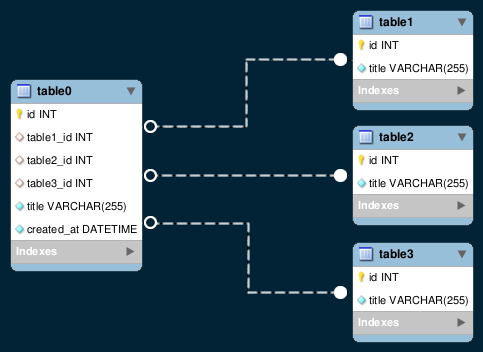 table0
id INT
table1_id INT
table2_id INT
table3_id INT
title VARCHAR(255)
created_at DATETIME
Indexes
table1
id INT
title VARCHAR(255)
Indexes
table2
id INT
title VARCHAR(255)
Indexes
table3
id INT
title VARCHAR(255)
Indexes